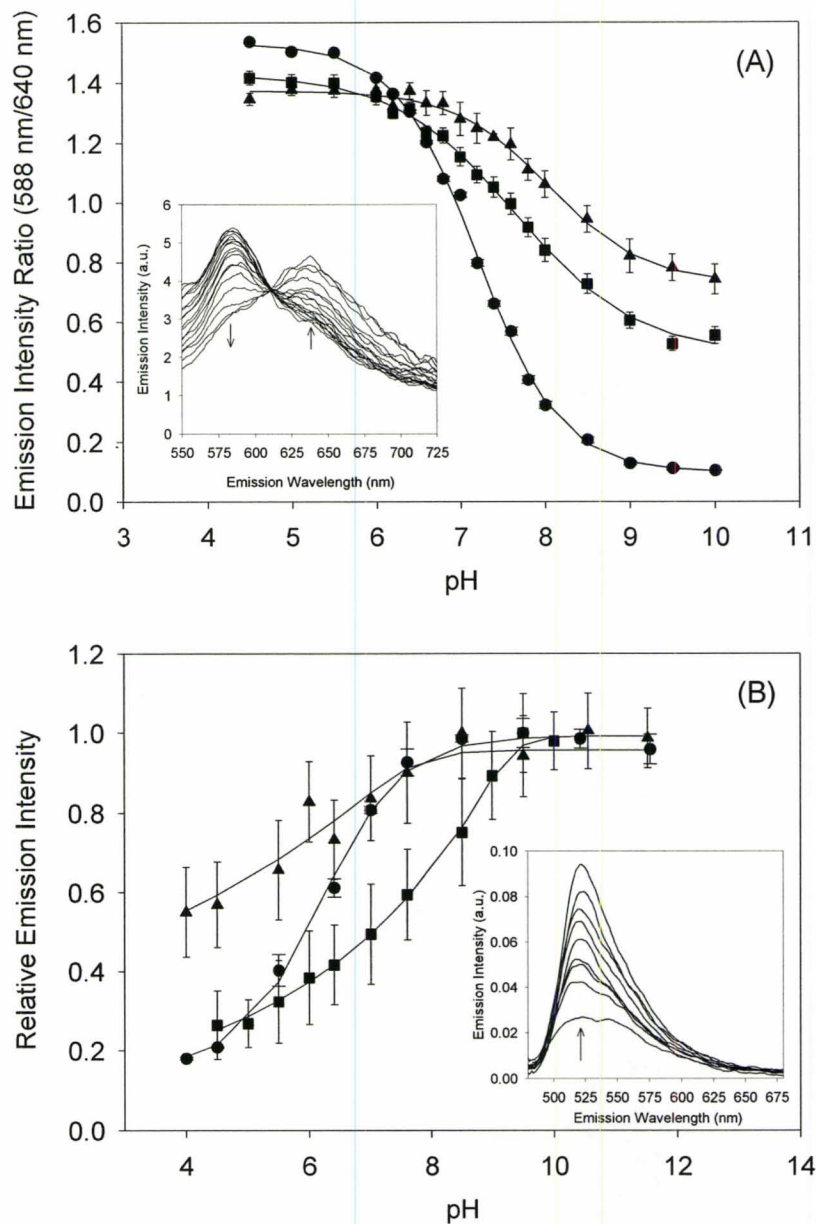 (A)
Emission Intensity Ratio (588 nm/640 nm)
1.6
1.4
1.2
1.0
0.8
0.6
0.4
0.2
0.0
3 4 5 6 7 8 9 10 11
pH
Emission Intensity (a.u.)
6
5
4
3
2
1
0
550 575 600 625 650 675 700 725
Emission Wavelength (nm)
(B)
Relative Emission Intensity
1.2
1.0
0.8
0.6
0.4
0.2
0.0
4 6 8 10 12 14
pH
Emission Intensity (a.u.)
0.10
0.08
0.06
0.04
0.02
0.00
500 525 550 575 600 625 650 675
Emission Wavelength (nm)